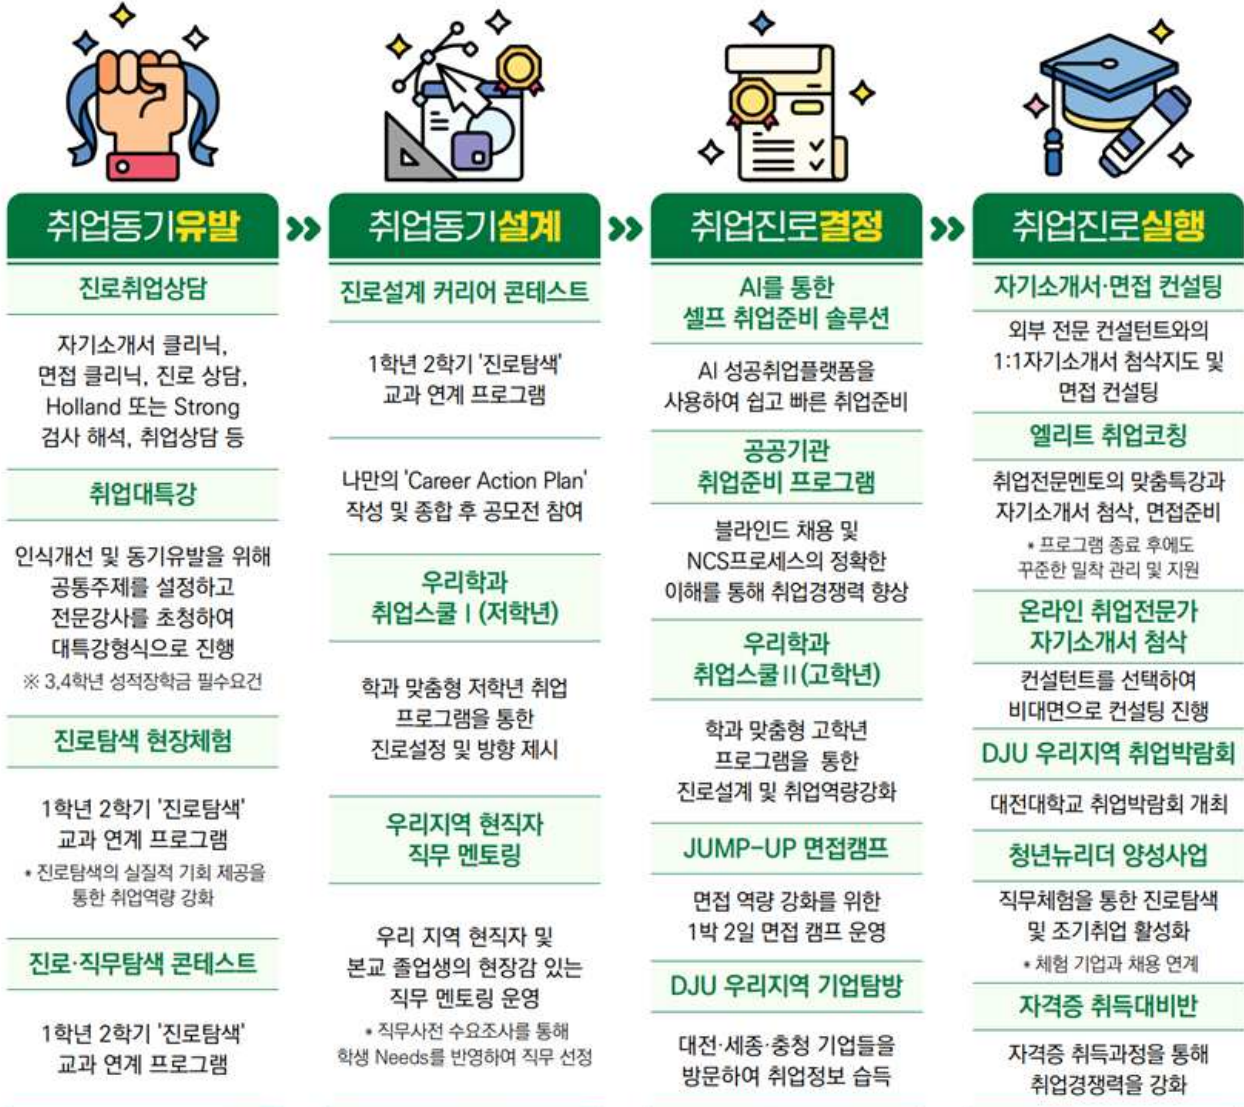 취업동기유발
진로취업상담
자기소개서 클리닉,
면접 클리닉, 진로 상담,
Holland 또는 Strong
검사 해석, 취업상담 등
취업대특강
인식개선 및 동기유발을 위해
공통주제를 설정하고
전문강사를 초청하여
대특강형식으로 진행
※ 3,4학년 성적장학금 필수요건
진로탐색 현장체험
1학년 2학기 '진로탐색'
교과 연계 프로그램
* 진로탐색의 실질적 기회 제공을
통한 취업역량 강화
진로·직무탐색 콘테스트
1학년 2학기 '진로탐색'
교과 연계 프로그램
취업동기설계
진로설계 커리어 콘테스트
1학년 2학기 '진로탐색'
교과 연계 프로그램
나만의 'Career Action Plan'
작성 및 종합 후 공모전 참여
우리학과
취업스쿨Ⅰ(저학년)
학과 맞춤형 저학년 취업
프로그램을 통한
진로설정 및 방향 제시
우리지역 현직자
직무 멘토링
우리 지역 현직자 및
본교 졸업생의 현장감 있는
직무 멘토링 운영
* 직무사전 수요조사를 통해
학생 Needs를 반영하여 직무 선정
취업진로결정
AI를 통한
셀프 취업준비 솔루션
AI 성공취업플랫폼을
사용하여 쉽고 빠른 취업준비
공공기관
취업준비 프로그램
블라인드 채용 및
NCS프로세스의 정확한
이해를 통해 취업경쟁력 향상
우리학과
취업스쿨Ⅱ(고학년)
학과 맞춤형 고학년
프로그램을 통한
진로설계 및 취업역량강화
JUMP-UP 면접캠프
면접 역량 강화를 위한
1박 2일 면접 캠프 운영
DJU 우리지역 기업탐방
대전·세종·충청 기업들을
방문하여 취업정보 습득
취업진로실행
자기소개서·면접 컨설팅
외부 전문 컨설턴트와의
1:1자기소개서 첨삭지도 및
면접 컨설팅
엘리트 취업코칭
취업전문멘토의 맞춤특강과
자기소개서 첨삭, 면접준비
* 프로그램 종료 후에도
꾸준한 밀착 관리 및 지원
온라인 취업전문가
자기소개서 첨삭
컨설턴트를 선택하여
비대면으로 컨설팅 진행
DJU 우리지역 취업박람회
대전대학교 취업박람회 개최
청년뉴리더 양성사업
직무체험을 통한 진로탐색
및 조기취업 활성화
* 체험 기업과 채용 연계
자격증 취득대비반
자격증 취득과정을 통해
취업경쟁력을 강화